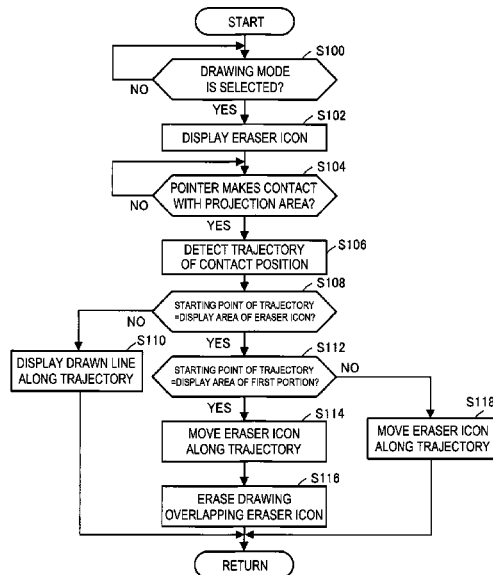 START
S100
DRAWING MODE
IS SELECTED?
NO
YES
S102
DISPLAY ERASER ICON
S104
POINTER MAKES CONTACT
WITH PROJECTION AREA?
NO
YES
S106
DETECT TRAJECTORY
OF CONTACT POSITION
S108
STARTING POINT OF TRAJECTORY
=DISPLAY AREA OF ERASER ICON?
NO
YES
S110
DISPLAY DRAWN LINE
ALONG TRAJECTORY
S112
STARTING POINT OF TRAJECTORY
=DISPLAY AREA OF FIRST PORTION?
NO
YES
S114
MOVE ERASER ICON
ALONG TRAJECTORY
S118
MOVE ERASER ICON
ALONG TRAJECTORY
S116
ERASE DRAWING
OVERLAPPING ERASER ICON
RETURN